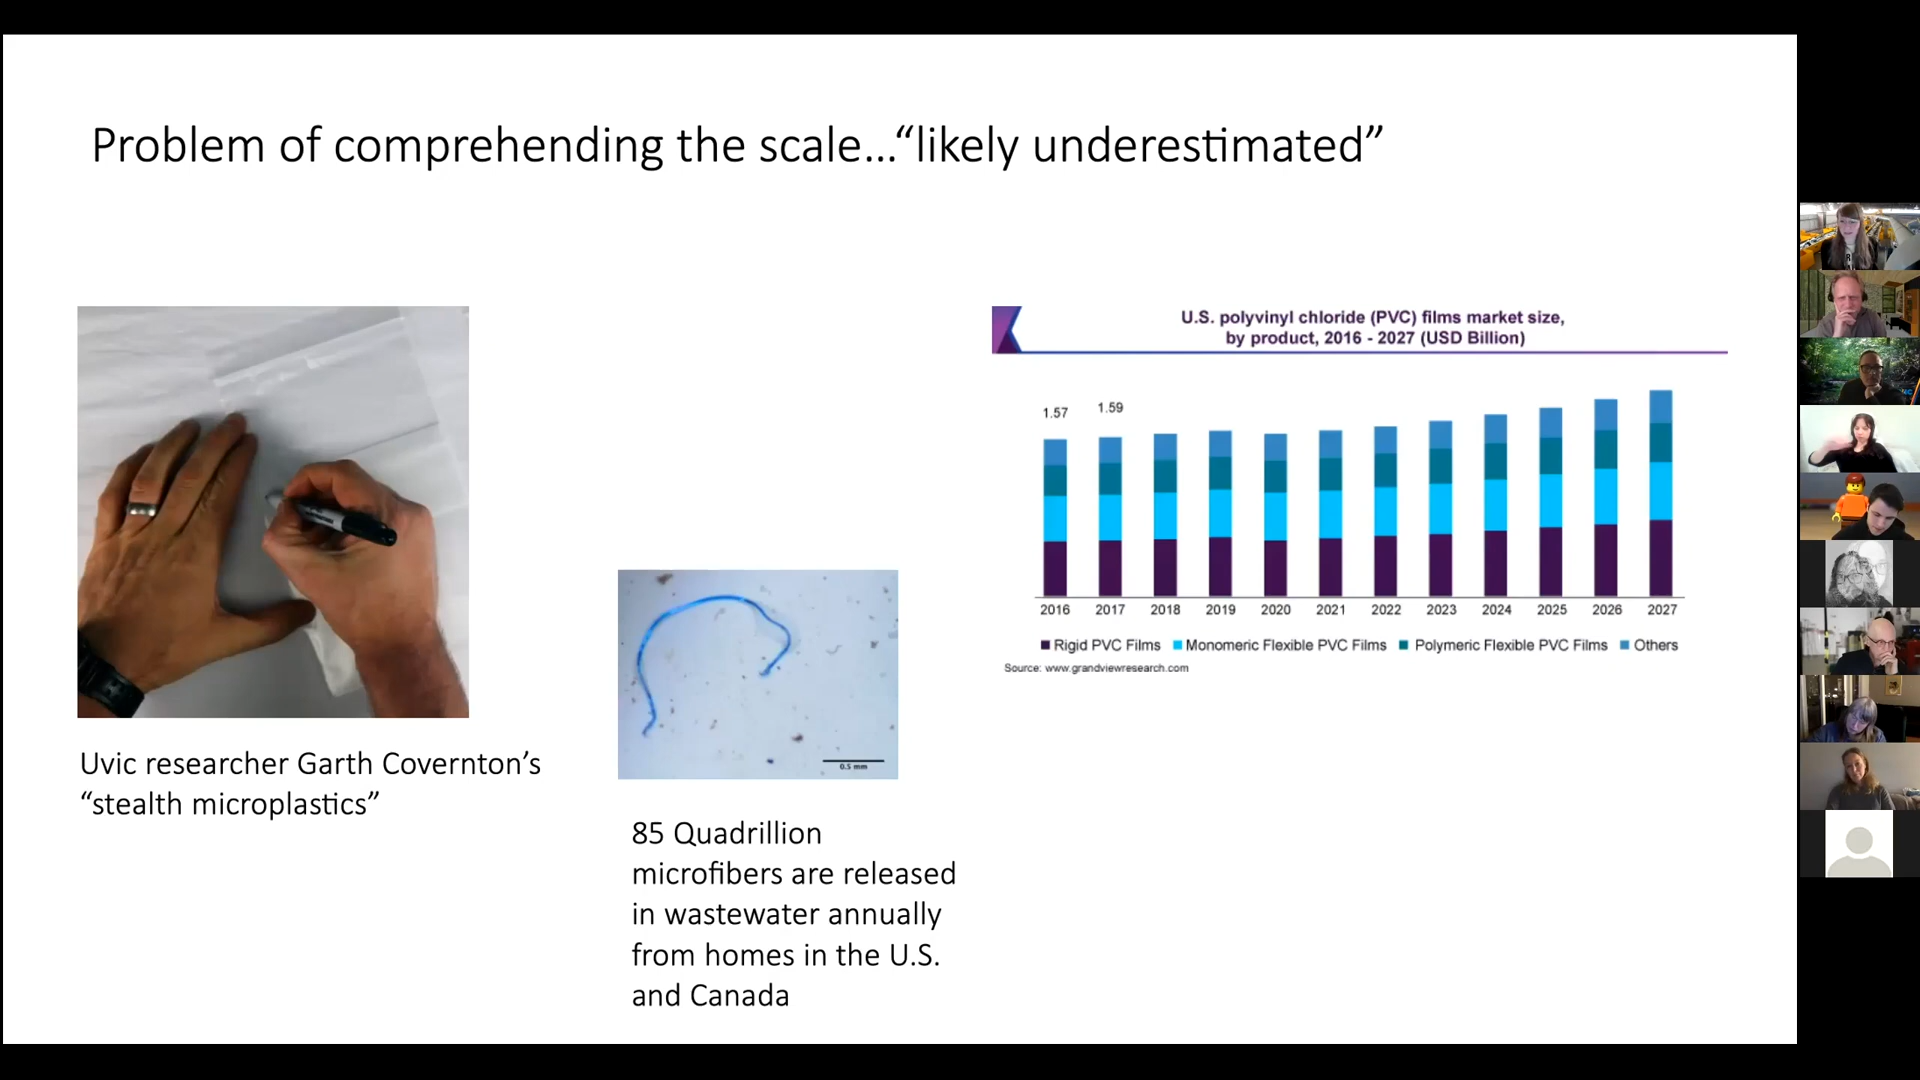 Problem of comprehending the scale...“likely underestimated”
Uvic researcher Garth Covernton’s
“stealth microplastics”
0.5 mm
85 Quadrillion
microfibers are released
in wastewater annually
from homes in the U.S.
and Canada
U.S. polyvinyl chloride (PVC) films market size,
by product, 2016 - 2027 (USD Billion)
1.57 1.59
2016 2017 2018 2019 2020 2021 2022 2023 2024 2025 2026 2027
Rigid PVC Films Monomeric Flexible PVC Films Polymeric Flexible PVC Films Others
Source: www.grandviewresearch.com